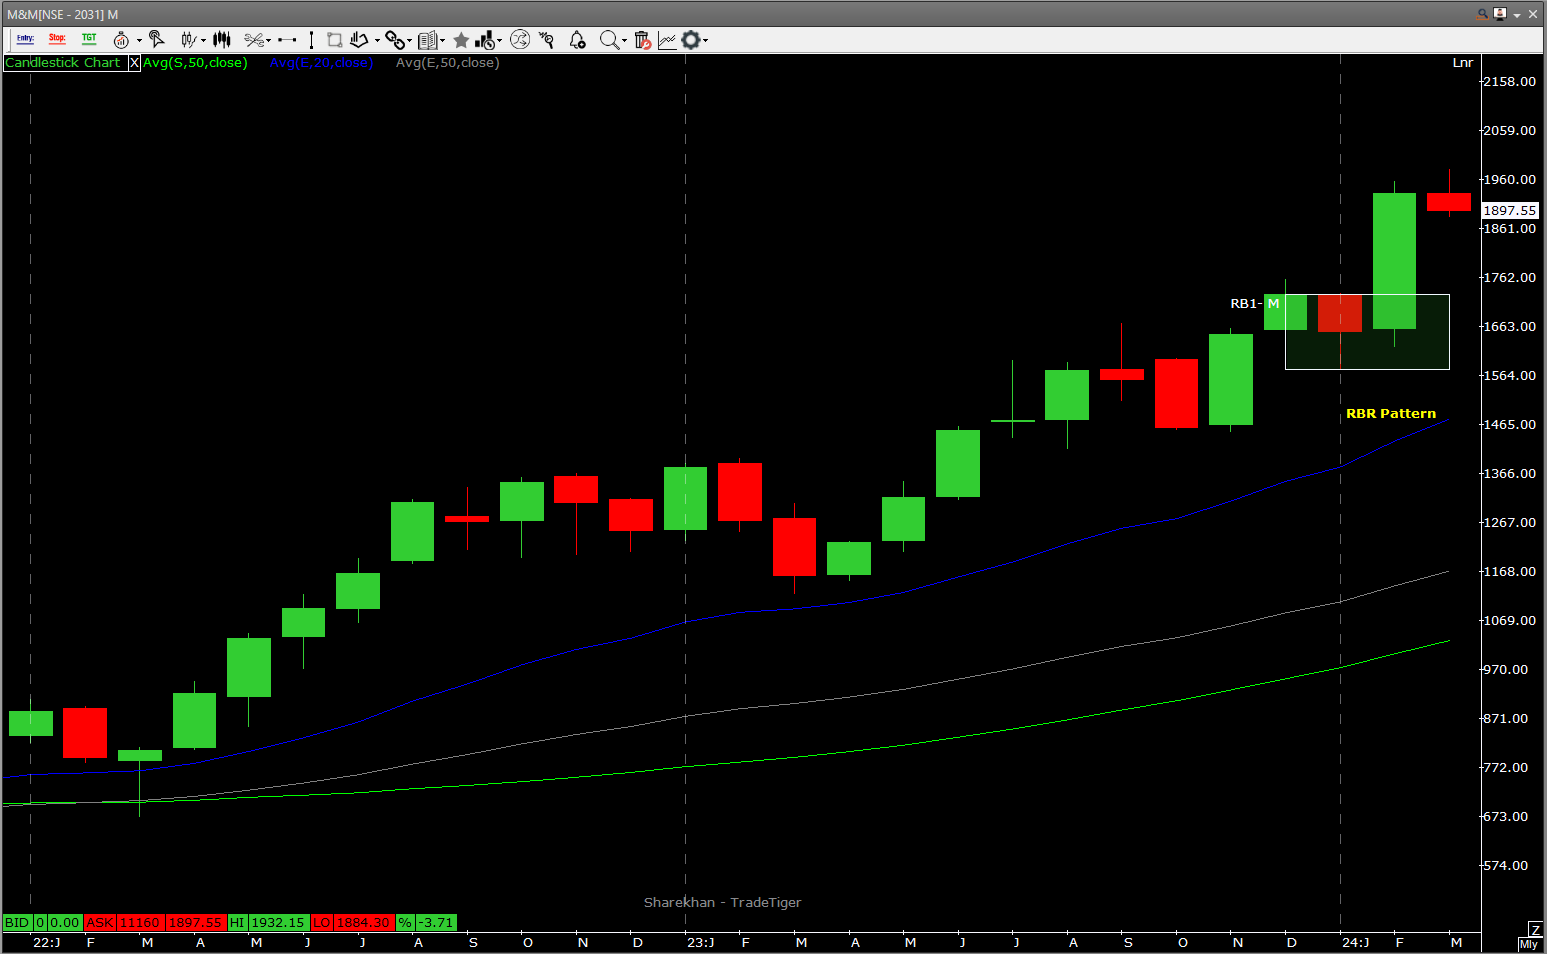 M&M[NSE - 2031] M
Entry: Stop: TGT
Candlestick Chart X Avg(S,50,close) Avg(E,20,close) Avg(E,50,close) Lnr
2158.00
2059.00
1960.00
1897.55
1861.00
1762.00
RB1- M
1663.00
1564.00
RBR Pattern
1465.00
1366.00
1267.00
1168.00
1069.00
970.00
871.00
772.00
673.00
574.00
Sharekhan - TradeTiger
BID 0 0.00 ASK 11160 1897.55 HI 1932.15 LO 1884.30 % -3.71
Z
22:J F M A M J J A S O N D 23:J F M A M J J A S O N D 24:J F M
Mly